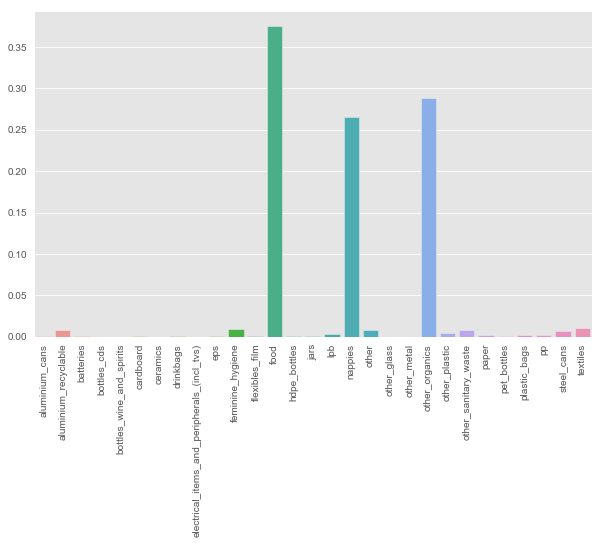 0.35
0.30
0.25
0.20
0.15
0.10
0.05
0.00
aluminium_cans
aluminium_recyclable
batteries
bottles_cds
bottles_wine_and_spirits
cardboard
ceramics
drinkbags
electrical_items_and_peripherals_(incl_tvs)
eps
feminine_hygiene
flexibles_film
food
hdpe_bottles
jars
lpb
nappies
other
other_glass
other_metal
other_organics
other_plastic
other_sanitary_waste
paper
pet_bottles
plastic_bags
pp
steel_cans
textiles